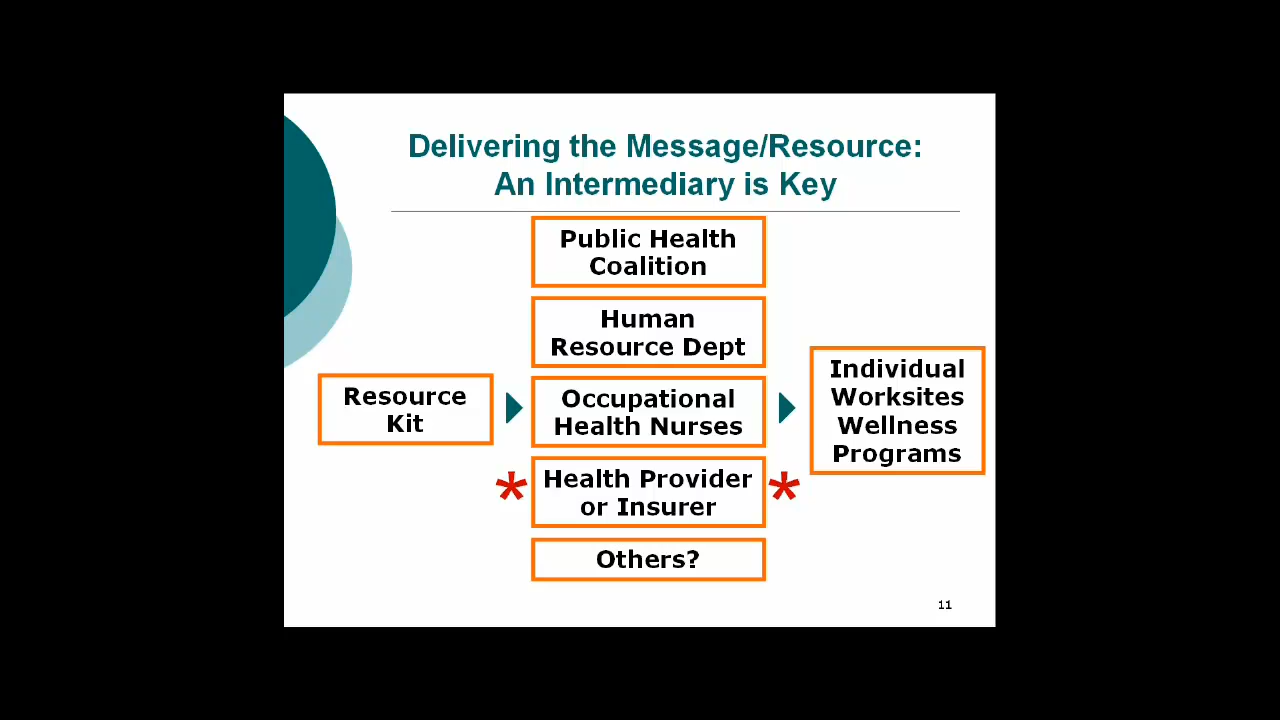 Delivering the Message/Resource:
An Intermediary is Key
Public Health
Coalition
Human
Resource Dept
Resource
Kit
Occupational
Health Nurses
Individual
Worksites
Wellness
Programs
* Health Provider *
or Insurer
Others?
11